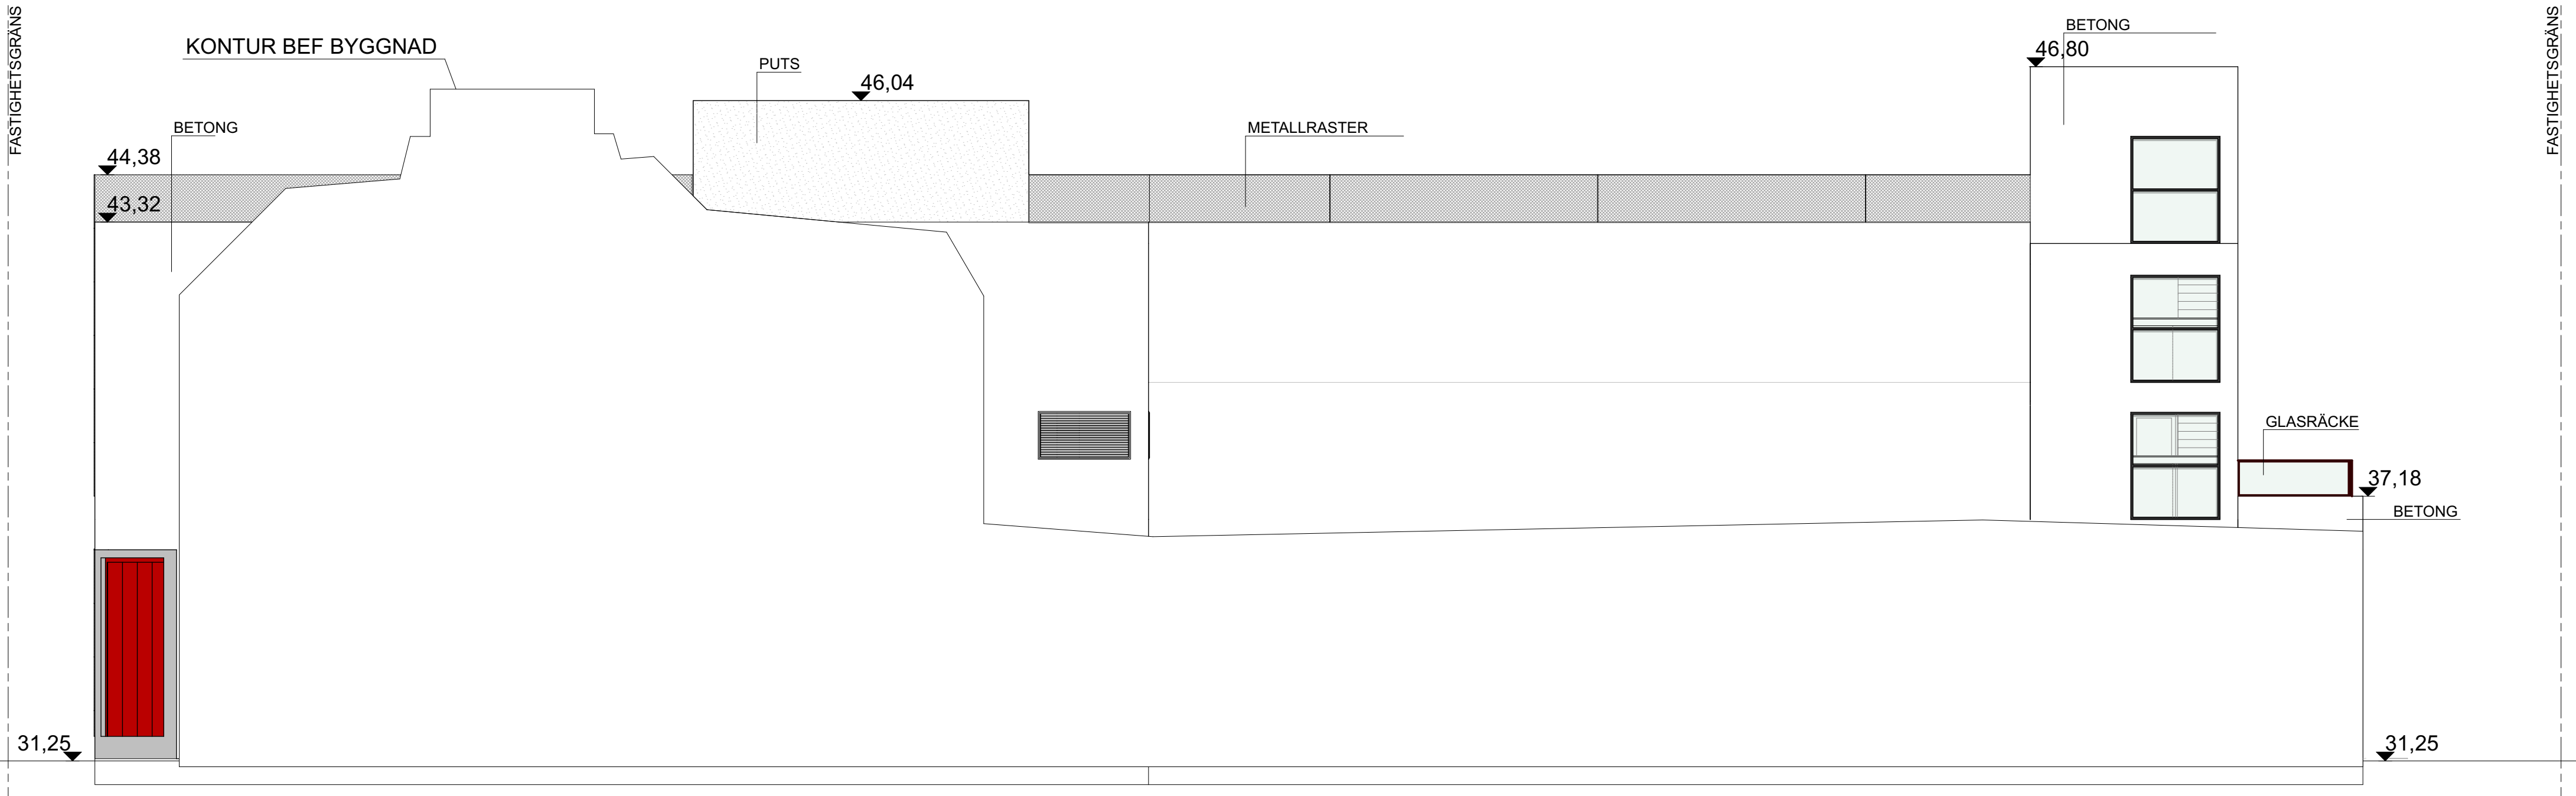 FASTIGHETSGRÄNS
KONTUR BEF BYGGNAD
BETONG
44,38
43,32
PUTS
46,04
METALLRASTER
BETONG
46,80
FASTIGHETSGRÄNS
GLASRÄCKE
37,18
BETONG
31,25
31,25